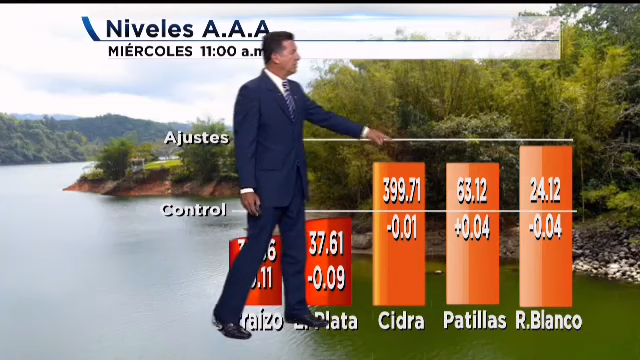 Niveles A.A.A
MIÉRCOLES 11:00 a.m
Ajustes
Control
37.61
-0.09
399.71
-0.01
63.12
+0.04
24.12
-0.04
Plata Cidra Patillas R.Blanco